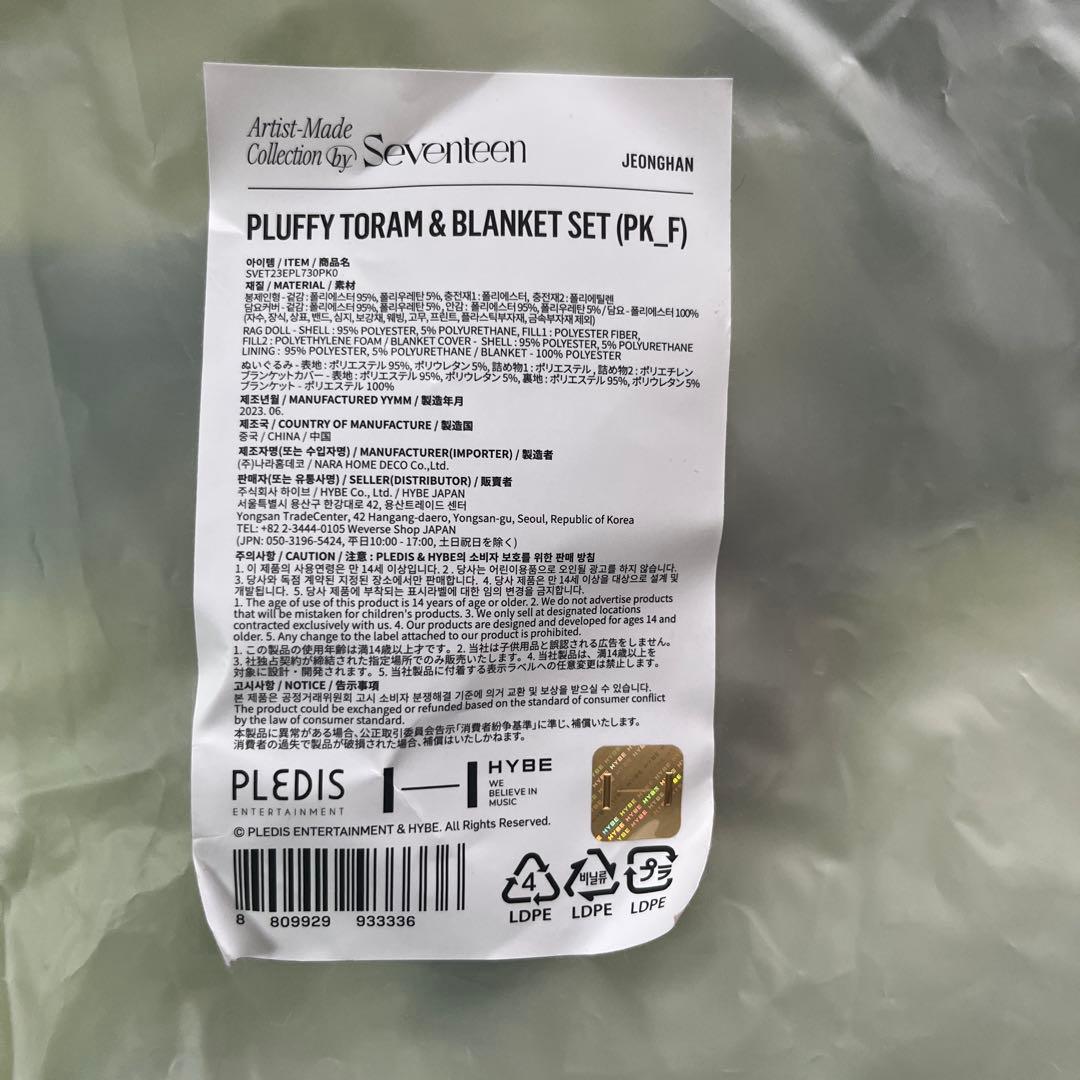 Artist-Made
Collection by Seventeen
JEONGHAN
PLUFFY TORAM & BLANKET SET (PK_F)
아이템 / ITEM / 商品名
SVET23EPL730PK0
재질 / MATERIAL / 素材
봉제인형 - 겉감 : 폴리에스터 95%, 폴리우레탄 5%, 충전재1 : 폴리에스터, 충전재2 : 폴리에틸렌
담요커버 - 겉감 : 폴리에스터 95%, 폴리우레탄 5%, 안감 : 폴리에스터 95%, 폴리우레탄 5% / 담요 - 폴리에스터 100%
(자수, 장식, 상표, 밴드, 심지, 보강재, 웨빙, 고무, 프린트, 플라스틱부자재, 금속부자재 제외)
RAG DOLL - SHELL : 95% POLYESTER, 5% POLYURETHANE, FILL1 : POLYESTER FIBER,
FILL2 : POLYETHYLENE FOAM / BLANKET COVER - SHELL : 95% POLYESTER, 5% POLYURETHANE
LINING : 95% POLYESTER, 5% POLYURETHANE / BLANKET - 100% POLYESTER
ぬいぐるみ - 表地 : ポリエステル 95%, ポリウレタン 5%, 詰め物1 : ポリエステル, 詰め物2 : ポリエチレン
ブランケットカバー - 表地 : ポリエステル 95%, ポリウレタン 5%, 裏地 : ポリエステル 95%, ポリウレタン 5%
ブランケット - ポリエステル 100%
제조년월 / MANUFACTURED YYMM / 製造年月
2023. 06.
제조국 / COUNTRY OF MANUFACTURE / 製造国
중국 / CHINA / 中国
제조자명(또는 수입자명) / MANUFACTURER(IMPORTER) / 製造者
(주)나라홈데코 / NARA HOME DECO Co.,Ltd.
판매자(또는 유통사명) / SELLER(DISTRIBUTOR) / 販賣者
주식회사 하이브 / HYBE Co., Ltd. / HYBE JAPAN
서울특별시 용산구 한강대로 42, 용산트레이드 센터
Yongsan TradeCenter, 42 Hangang-daero, Yongsan-gu, Seoul, Republic of Korea
TEL: +82 2-3444-0105 Weverse Shop JAPAN
(JPN: 050-3196-5424, 平日10:00 - 17:00, 土日祝日を除く)
주의사항 / CAUTION / 注意 : PLEDIS & HYBE의 소비자 보호를 위한 판매 방침
1. 이 제품의 사용연령은 만 14세 이상입니다. 2. 당사는 어린이용품으로 오인될 광고를 하지 않습니다.
3. 당사와 독점 계약된 지정된 장소에서만 판매합니다. 4. 당사 제품은 만 14세 이상을 대상으로 설계 및
개발됩니다. 5. 당사 제품에 부착되는 표시라벨에 대한 임의 변경을 금지합니다.
1. The age of use of this product is 14 years of age or older. 2. We do not advertise products
that will be mistaken for children's products. 3. We only sell at designated locations
contracted exclusively with us. 4. Our products are designed and developed for ages 14 and
older. 5. Any change to the label attached to our product is prohibited.
1. この製品の使用年齢は満14歳以上才です。2. 当社は子供用品と誤認される広告をしません。
3. 社独占契約が締結された指定場所でのみ販売いたします。4. 当社製品は、満14歳以上を
対象に設計・開発されます。5. 当社製品に付着する表示ラベルへの任意変更は禁止します。
고시사항 / NOTICE / 告示事項
본 제품은 공정거래위원회 고시 소비자 분쟁해결 기준에 의거 교환 및 보상을 받으실 수 있습니다.
The product could be exchanged or refunded based on the standard of consumer conflict
by the law of consumer standard.
本製品に異常がある場合、公正取引委員会告示「消費者紛争基準」に準じ、補償いたします。
消費者の過失で製品が破損された場合、補償はいたしかねます。
PLEDIS
ENTERTAINMENT
HYBE
WE
BELIEVE IN
MUSIC
© PLEDIS ENTERTAINMENT & HYBE. All Rights Reserved.
8 809929 933336
4
LDPE
비닐류
LDPE
プラ
LDPE